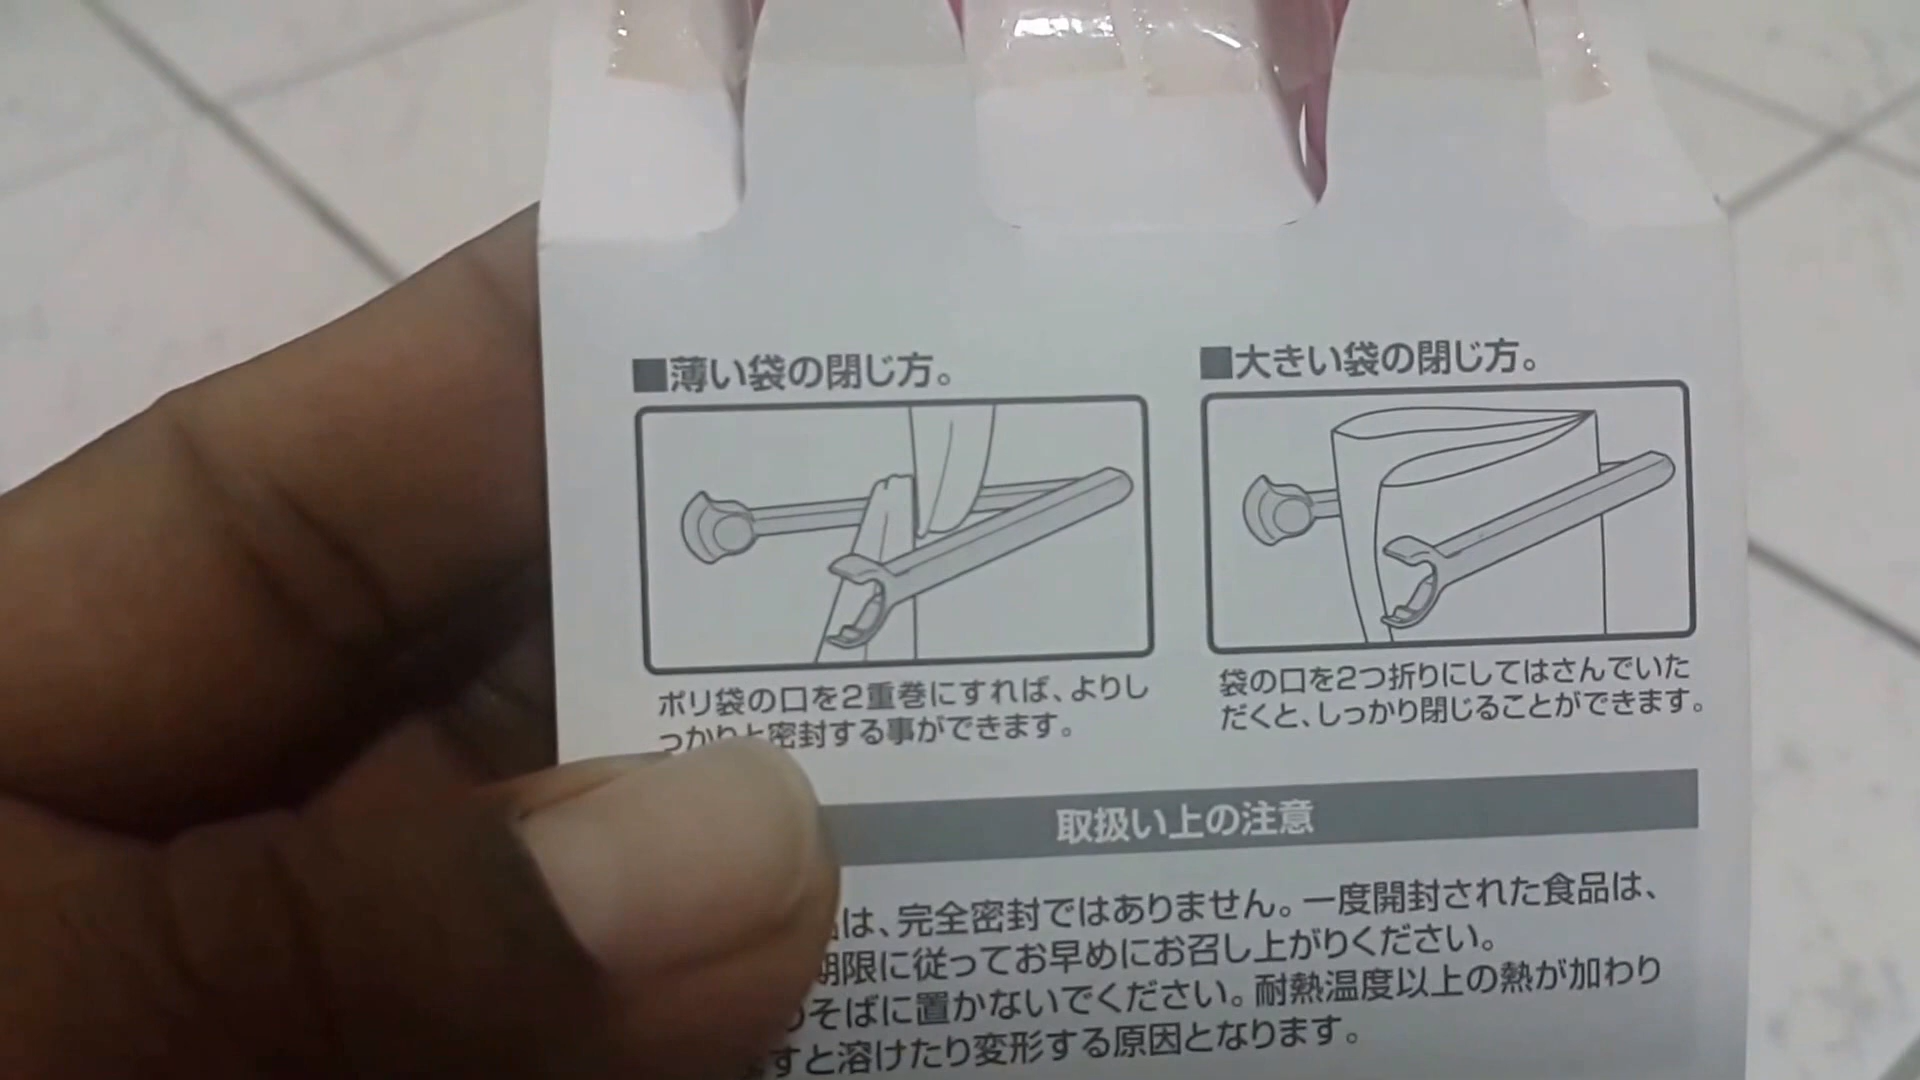 ■薄い袋の閉じ方。
ポリ袋の口を2重巻にすれば、よりし
っかりと密封する事ができます。
■大きい袋の閉じ方。
袋の口を2つ折りにしてはさんでいた
だくと、しっかり閉じることができます。
取扱い上の注意
は、完全密封ではありません。一度開封された食品は、
期限に従ってお早めにお召し上がりください。
そばに置かないでください。耐熱温度以上の熱が加わり
すと溶けたり変形する原因となります。